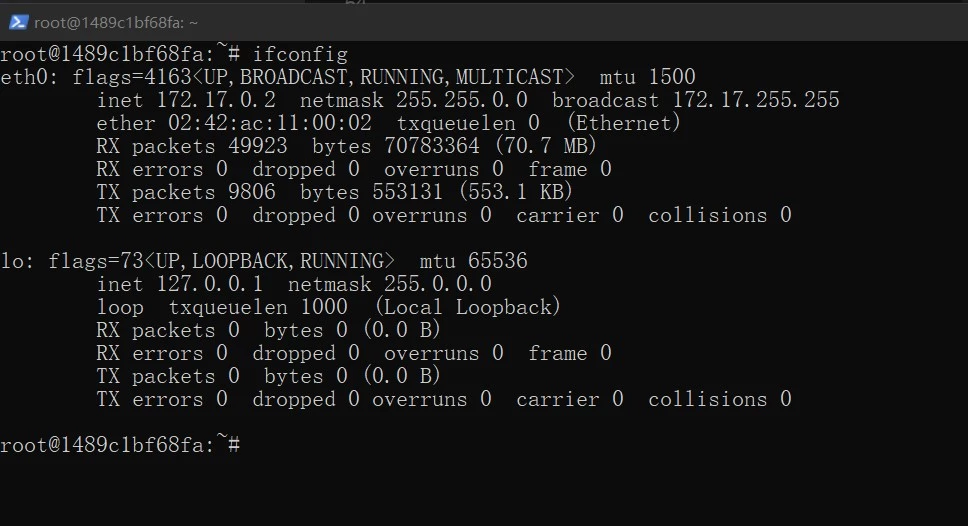 root@1489c1bf68fa: ~
root@1489c1bf68fa:~# ifconfig
eth0: flags=4163<UP,BROADCAST,RUNNING,MULTICAST>  mtu 1500
        inet 172.17.0.2  netmask 255.255.0.0  broadcast 172.17.255.255
        ether 02:42:ac:11:00:02  txqueuelen 0  (Ethernet)
        RX packets 49923  bytes 70783364 (70.7 MB)
        RX errors 0  dropped 0  overruns 0  frame 0
        TX packets 9806  bytes 553131 (553.1 KB)
        TX errors 0  dropped 0 overruns 0  carrier 0  collisions 0
lo: flags=73<UP,LOOPBACK,RUNNING>  mtu 65536
        inet 127.0.0.1  netmask 255.0.0.0
        loop  txqueuelen 1000  (Local Loopback)
        RX packets 0  bytes 0 (0.0 B)
        RX errors 0  dropped 0  overruns 0  frame 0
        TX packets 0  bytes 0 (0.0 B)
        TX errors 0  dropped 0 overruns 0  carrier 0  collisions 0
root@1489c1bf68fa:~#